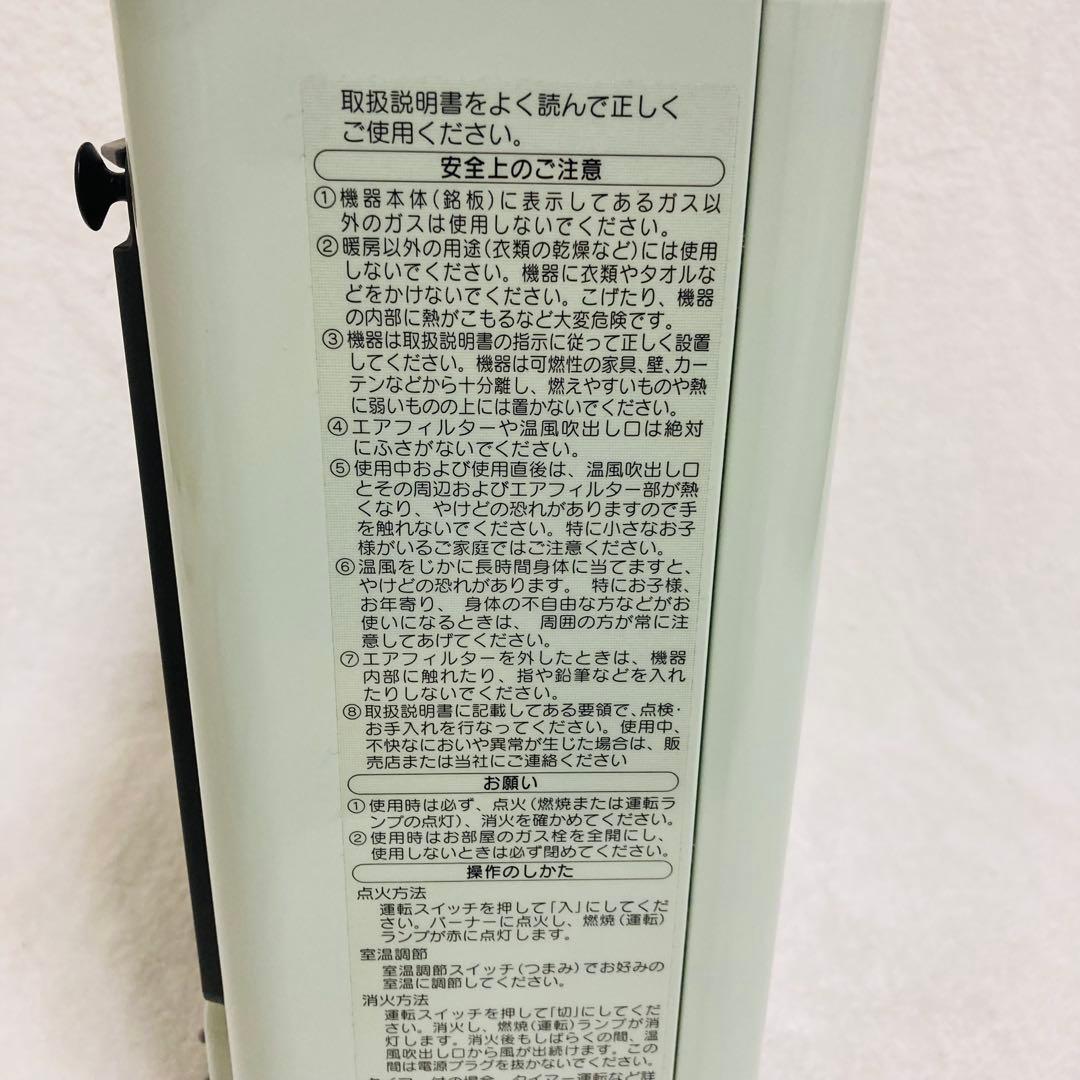 取扱説明書をよく読んで正しく
ご使用ください。
安全上のご注意
①機器本体(銘板)に表示してあるガス以
外のガスは使用しないでください。
②暖房以外の用途(衣類の乾燥など)には使用
しないでください。機器に衣類やタオルな
どをかけないでください。こげたり、機器
の内部に熱がこもるなど大変危険です。
③機器は取扱説明書の指示に従って正しく設置
してください。機器は可燃性の家具、壁、カー
テンなどから十分離し、燃えやすいものや熱
に弱いものの上には置かないでください。
④エアフィルターや温風吹出し口は絶対
にふさがないでください。
⑤使用中および使用直後は、温風吹出し口
とその周辺およびエアフィルター部が熱
くなり、やけどの恐れがありますので手
を触れないでください。特に小さなお子
様がいるご家庭ではご注意ください。
⑥温風をじかに長時間身体に当てますと、
やけどの恐れがあります。 特にお子様、
お年寄り、 身体の不自由な方などがお
使いになるときは、 周囲の方が常に注
意してあげてください。
⑦エアフィルターを外したときは、機器
内部に触れたり、指や鉛筆などを入れ
たりしないでください。
⑧取扱説明書に記載してある要領で、点検・
お手入れを行なってください。使用中、
不快なにおいや異常が生じた場合は、販
売店または当社にご連絡ください
お願い
①使用時は必ず、点火(燃焼または運転ラ
ンプの点灯)、消火を確かめてください。
②使用時はお部屋のガス栓を全開にし、
使用しないときは必ず閉めてください。
操作のしかた
点火方法
運転スイッチを押して「入」にしてくだ
さい。バーナーに点火し、燃焼(運転)
ランプが赤に点灯します。
室温調節
室温調節スイッチ(つまみ)でお好みの
室温に調節してください。
消火方法
運転スイッチを押して「切」にしてくだ
さい。消火し、燃焼(運転)ランプが消
灯します。消火後もしばらくの間、温
風吹出し口から風が出続けます。この
間は電源プラグを抜かないでください。
タイマー付の場合、タイマー運転など詳